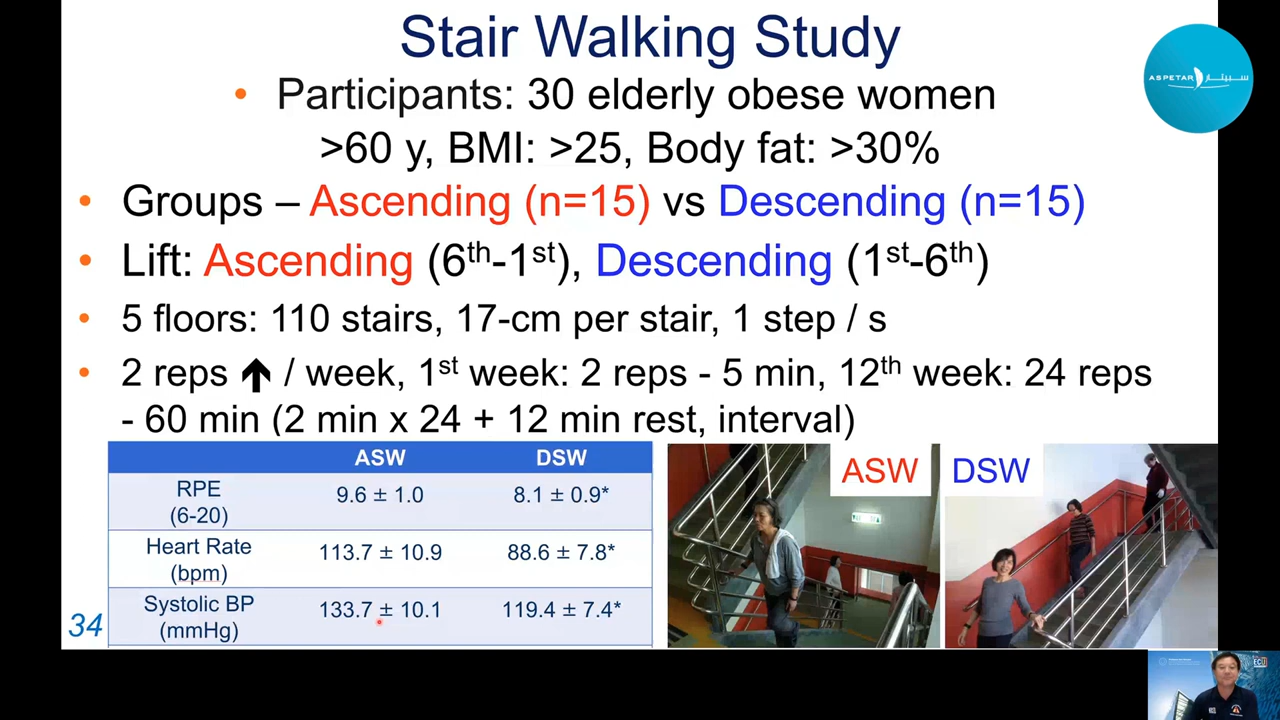 Stair Walking Study
ASPETAR سبيتار
• Participants: 30 elderly obese women
>60 y, BMI: >25, Body fat: >30%
• Groups – Ascending (n=15) vs Descending (n=15)
• Lift: Ascending (6th-1st), Descending (1st-6th)
• 5 floors: 110 stairs, 17-cm per stair, 1 step / s
• 2 reps ↑ / week, 1st week: 2 reps - 5 min, 12th week: 24 reps
- 60 min (2 min x 24 + 12 min rest, interval)
ASW DSW
RPE (6-20) 9.6 ± 1.0 8.1 ± 0.9*
Heart Rate (bpm) 113.7 ± 10.9 88.6 ± 7.8*
Systolic BP (mmHg) 133.7 ± 10.1 119.4 ± 7.4*
ASW DSW
34
ECU